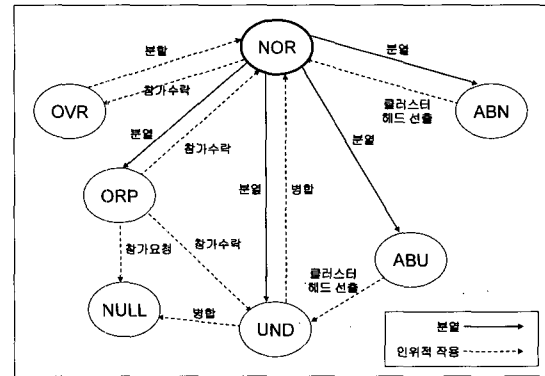 NOR
분할
분열
참가수락
클러스터
헤드 선출
OVR
ABN
분열
참가수락
분열
분열
병합
ORP
참가요청
참가수락
클러스터
헤드 선출
ABU
NULL
병합
UND
분열
인위적 작용